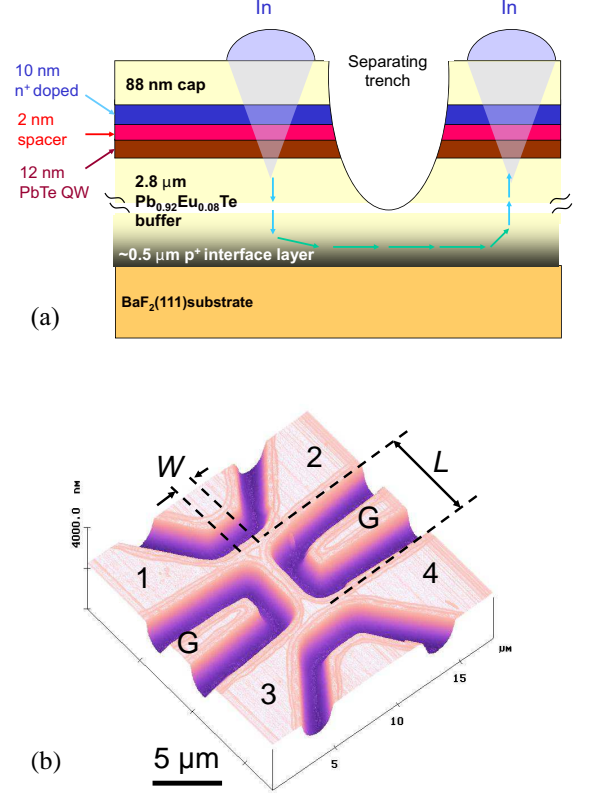 In
In
Separating
trench
10 nm
n⁺ doped
88 nm cap
2 nm
spacer
12 nm
PbTe QW
2.8 μm
Pb₀.₉₂Eu₀.₀₈Te
buffer
~0.5 μm p⁺ interface layer
BaF₂(111)substrate
(a)
W
2
L
G
4000.0 nM
1
4
G
3
μM
15
10
5
5 μm
(b)